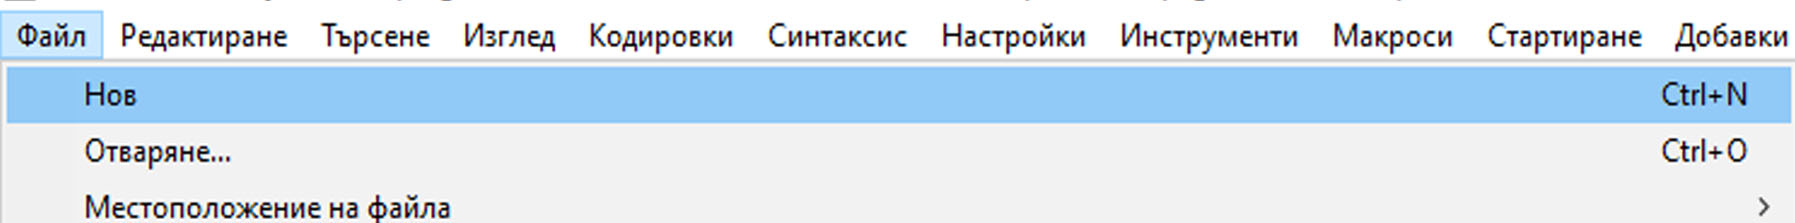 Файл Редактиране Търсене Изглед Кодировки Синтаксис Настройки Инструменти Макроси Стартиране Добавки
Нов Ctrl+N
Отваряне... Ctrl+O
Местоположение на файла